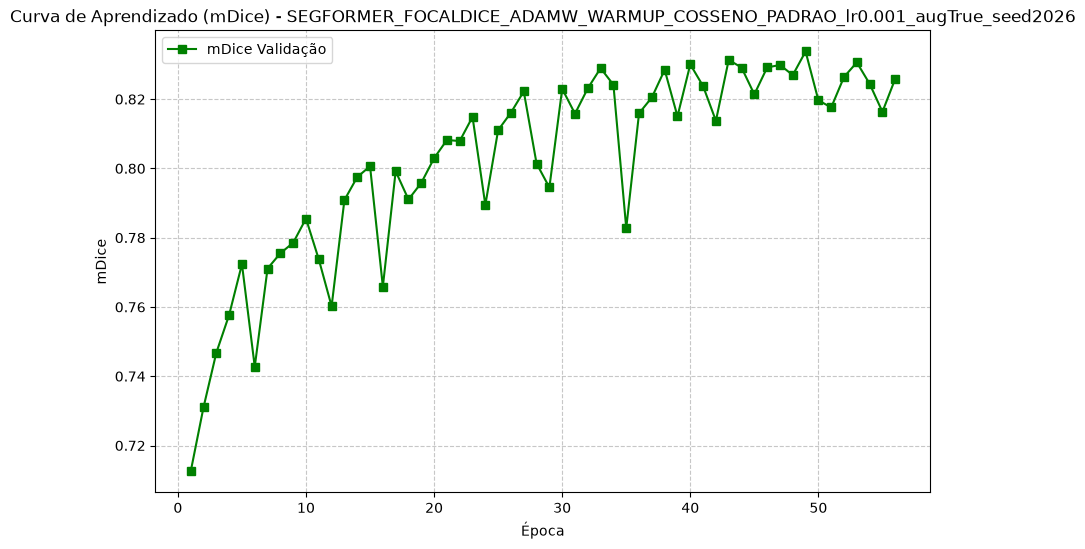 Curva de Aprendizado (mDice) - SEGFORMER_FOCALDICE_ADAMW_WARMUP_COSSENO_PADRAO_lr0.001_augTrue_seed2026
mDice Validação
0.82
0.80
0.78
0.76
0.74
0.72
mDice
0 10 20 30 40 50
Época